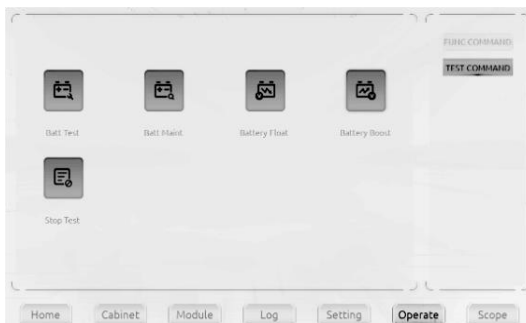 FUNC COMMAND
TEST COMMAND
Batt Test
Batt Maint
Battery Float
Battery Boost
Stop Test
Home
Cabinet
Module
Log
Setting
Operate
Scope